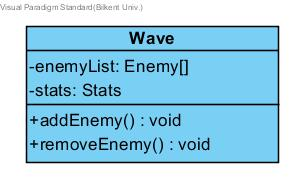 Visual Paradigm Standard(Bilkent Univ.)
Wave
-enemyList: Enemy[]
-stats: Stats
+addEnemy() : void
+removeEnemy() : void